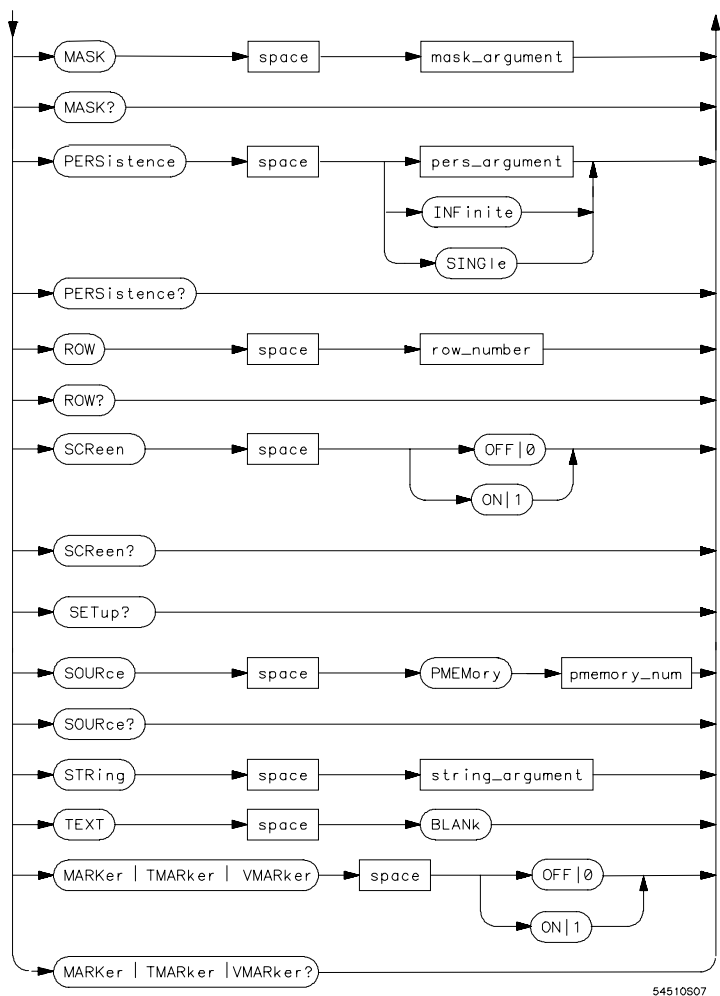 MASK space mask_argument
MASK?
PERSistence space pers_argument
INFinite
SINGle
PERSistence?
ROW space row_number
ROW?
SCReen space OFF|0
ON|1
SCReen?
SETup?
SOURce space PMEMory pmemory_num
SOURce?
STRing space string_argument
TEXT space BLANk
MARKer | TMARker | VMARker space OFF|0
ON|1
MARKer | TMARker |VMARker?
54510S07